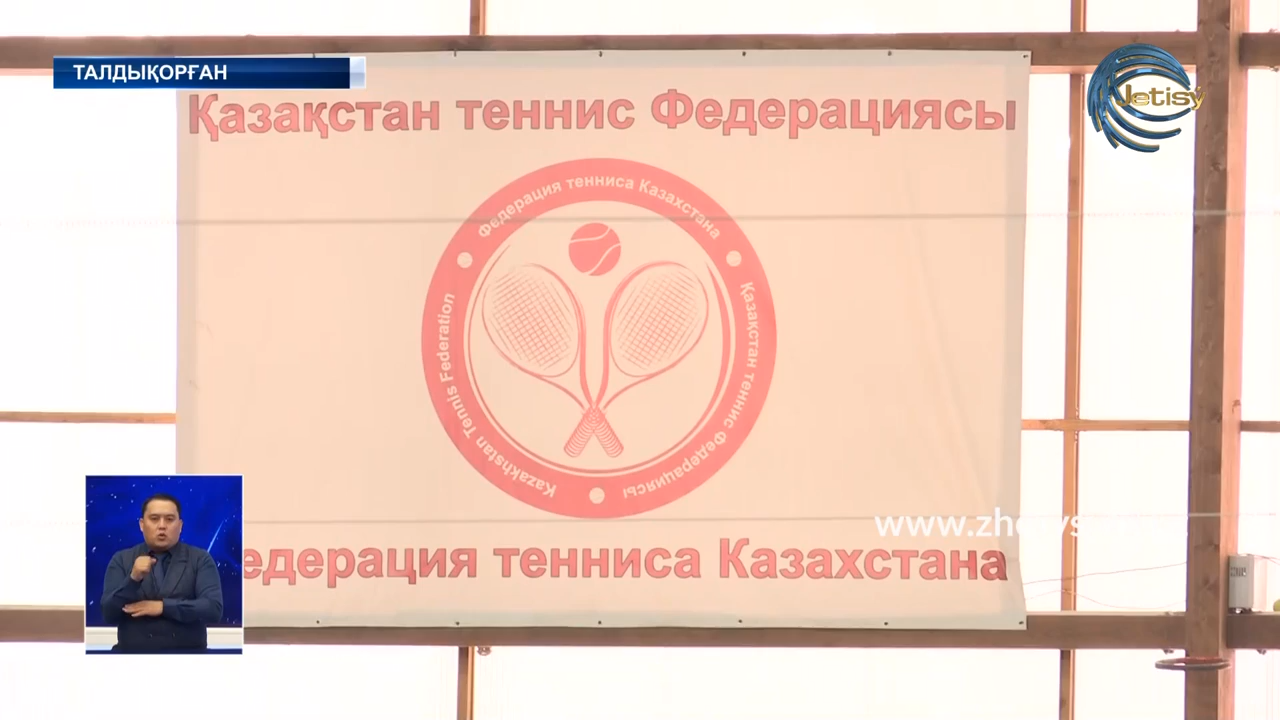 ТАЛДЫҚОРҒАН
Jetisý
Қазақстан теннис Федерациясы
Федерация тенниса Казахстана
Қазақстан теннис Федерациясы
Kazakhstan Tennis Federation
едерация тенниса Казахстана